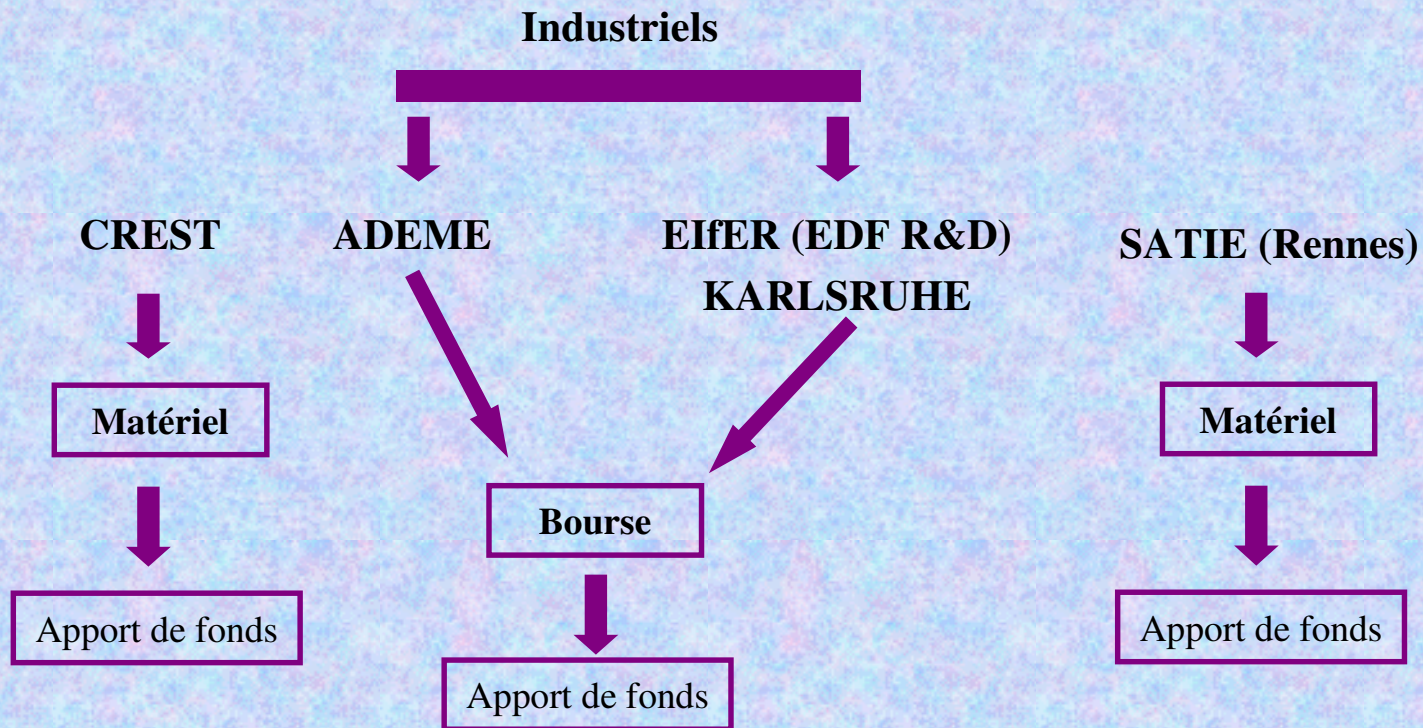 Industriels
CREST
ADEME
EIfER (EDF R&D)
KARLSRUHE
SATIE (Rennes)
Matériel
Matériel
Bourse
Apport de fonds
Apport de fonds
Apport de fonds